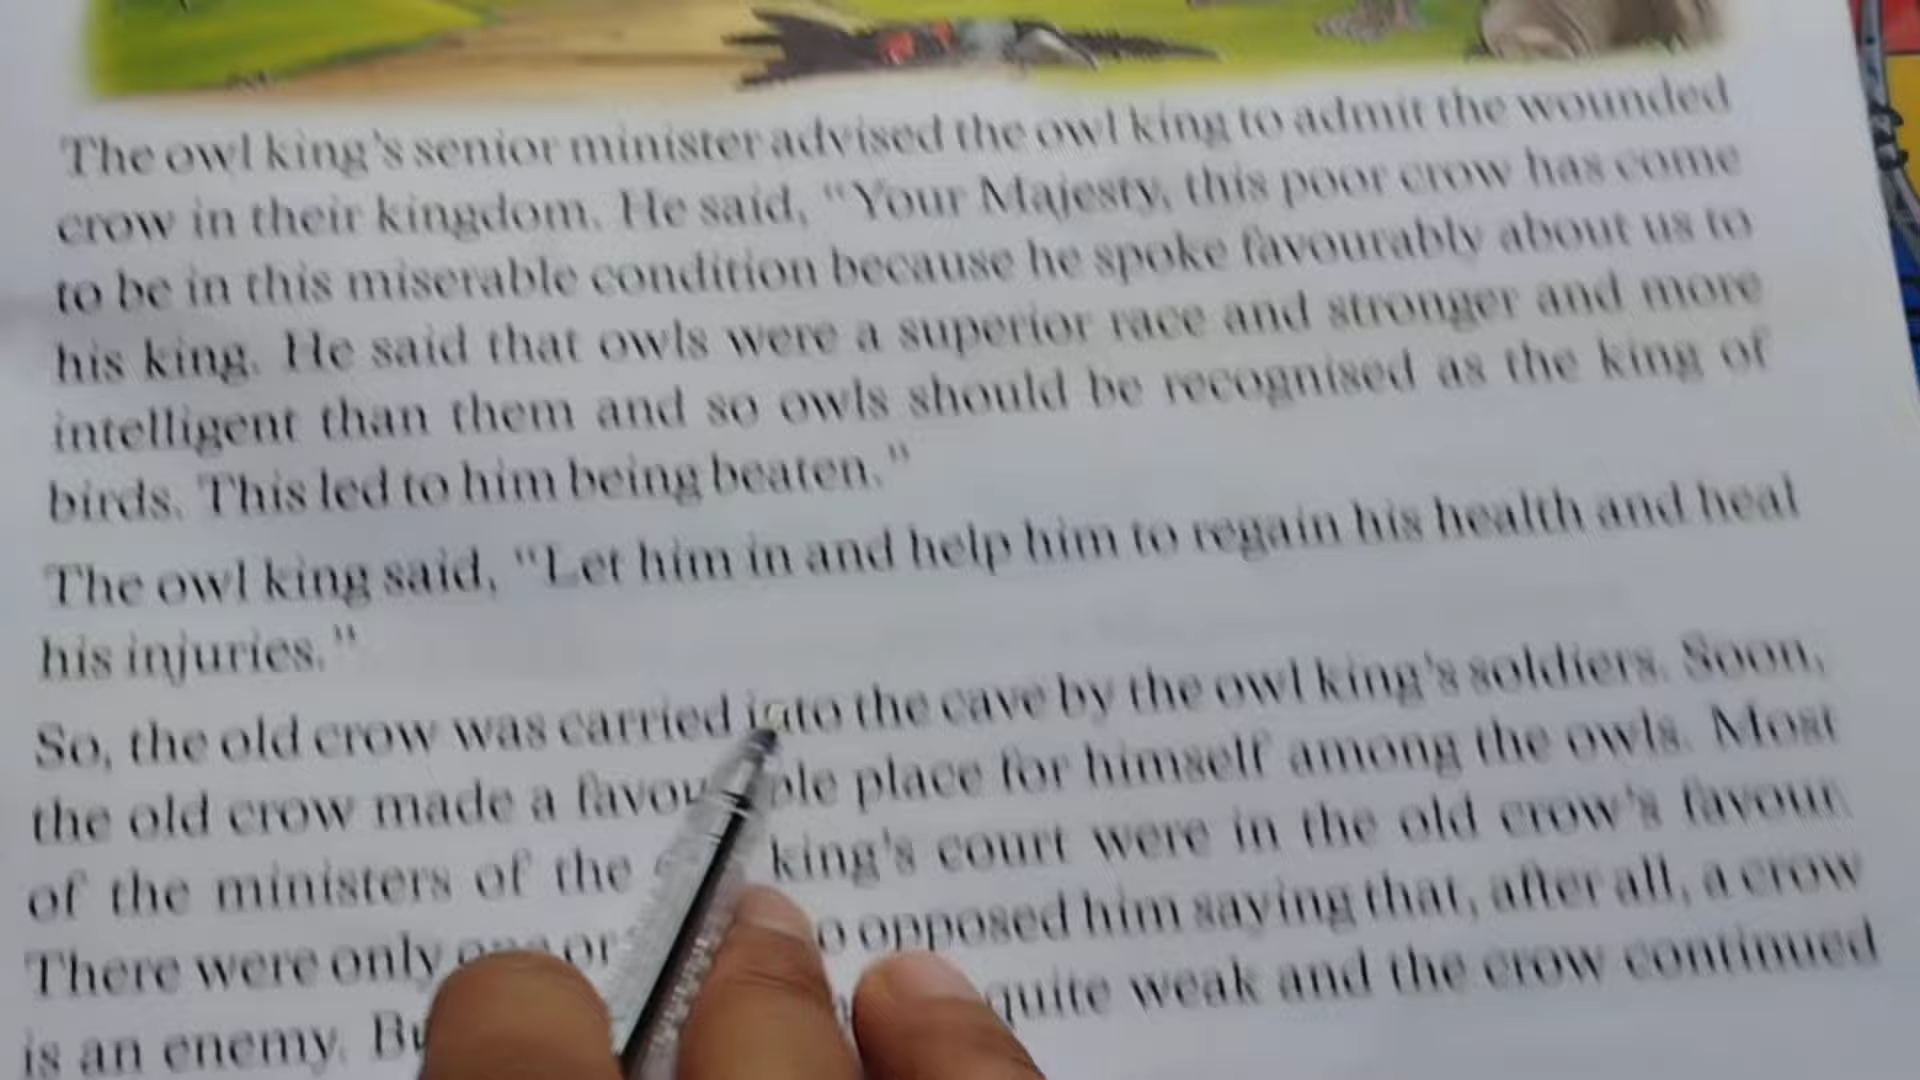 The owl king's senior minister advised the owl king to admit the wounded
crow in their kingdom. He said, "Your Majesty, this poor crow has come
to be in this miserable condition because he spoke favourably about us to
his king. He said that owls were a superior race and stronger and more
intelligent than them and so owls should be recognised as the king of
birds. This led to him being beaten."
The owl king said, "Let him in and help him to regain his health and heal
his injuries."
So, the old crow was carried into the cave by the owl king's soldiers. Soon,
the old crow made a place for himself among the owls. Most
of the ministers of the king's court were in the old crow's favour.
There were only or opposed him saying that, after all, a crow
is an enemy. quite weak and the crow continued